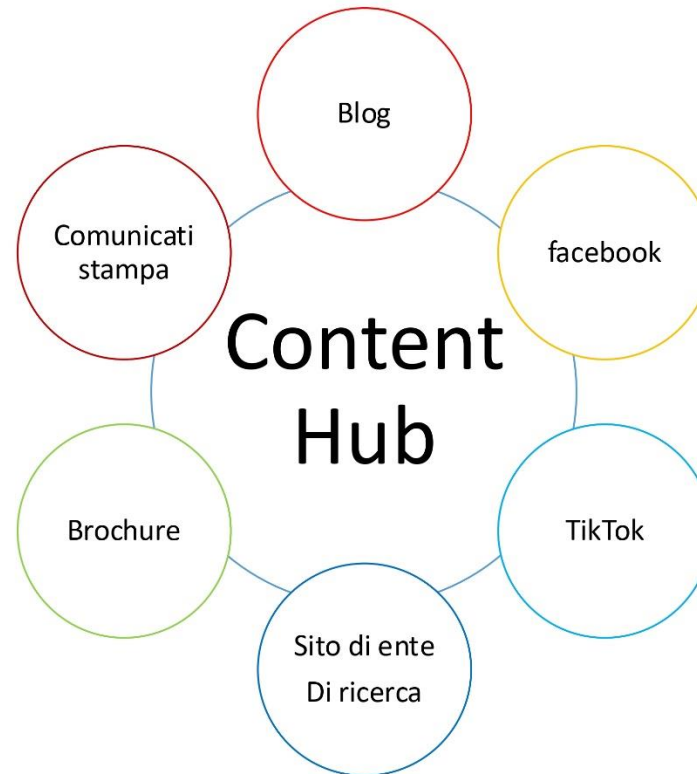 Blog
Comunicati
stampa
facebook
Content
Hub
Brochure
TikTok
Sito di ente
Di ricerca